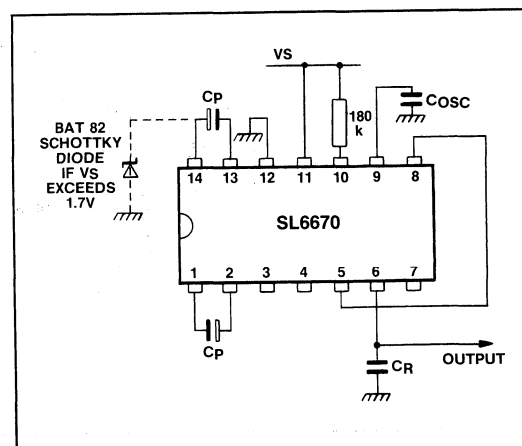 VS
CP
COSC
180
k
BAT 82
SCHOTTKY
DIODE
IF VS
EXCEEDS
1.7V
14 13 12 11 10 9 8
SL6670
1 2 3 4 5 6 7
CP
CR
OUTPUT